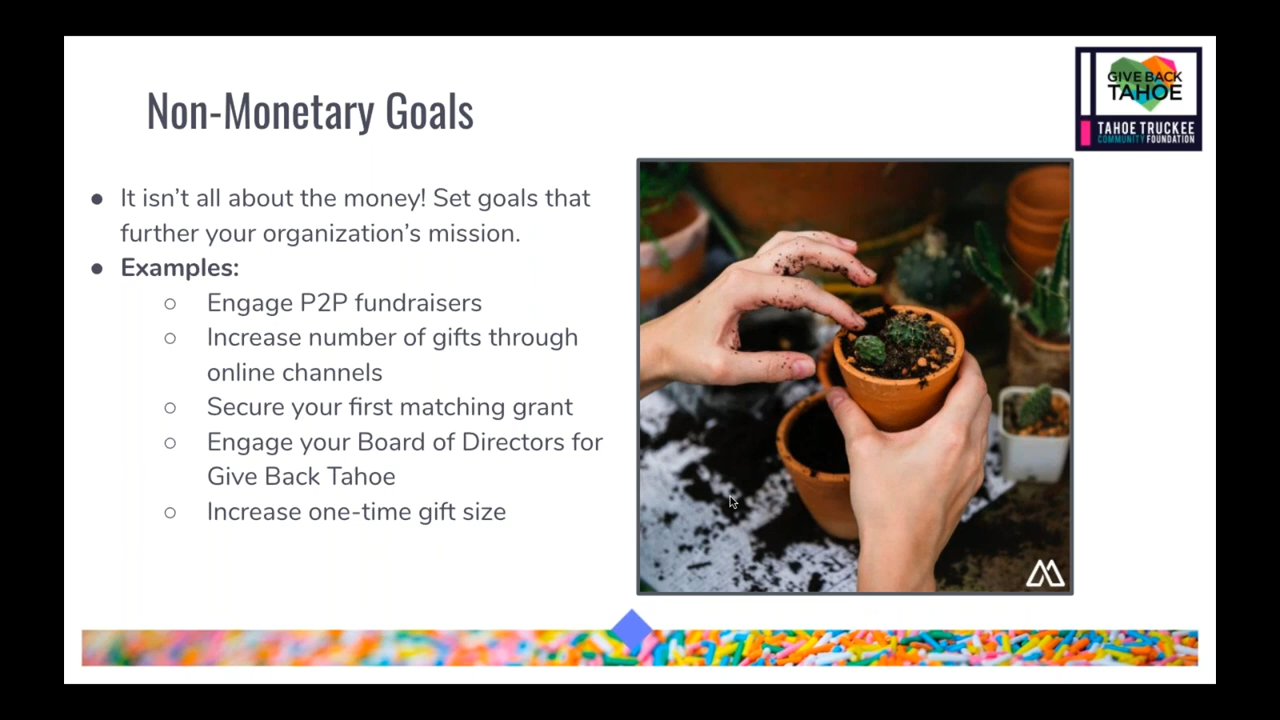 GIVE BACK
TAHOE
TAHOE TRUCKEE
COMMUNITY FOUNDATION
Non-Monetary Goals
● It isn’t all about the money! Set goals that
further your organization’s mission.
● Examples:
○ Engage P2P fundraisers
○ Increase number of gifts through
online channels
○ Secure your first matching grant
○ Engage your Board of Directors for
Give Back Tahoe
○ Increase one-time gift size